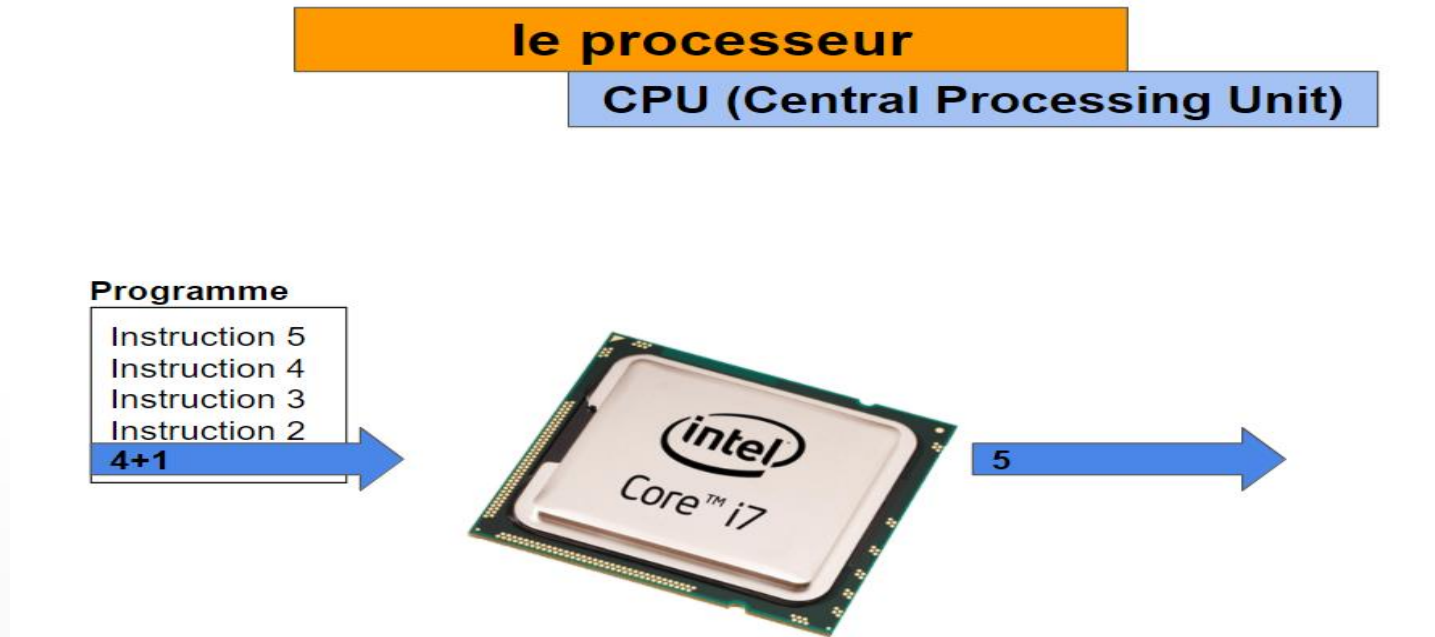 le processeur
CPU (Central Processing Unit)
Programme
Instruction 5
Instruction 4
Instruction 3
Instruction 2
4+1
intel
Core™ i7
5